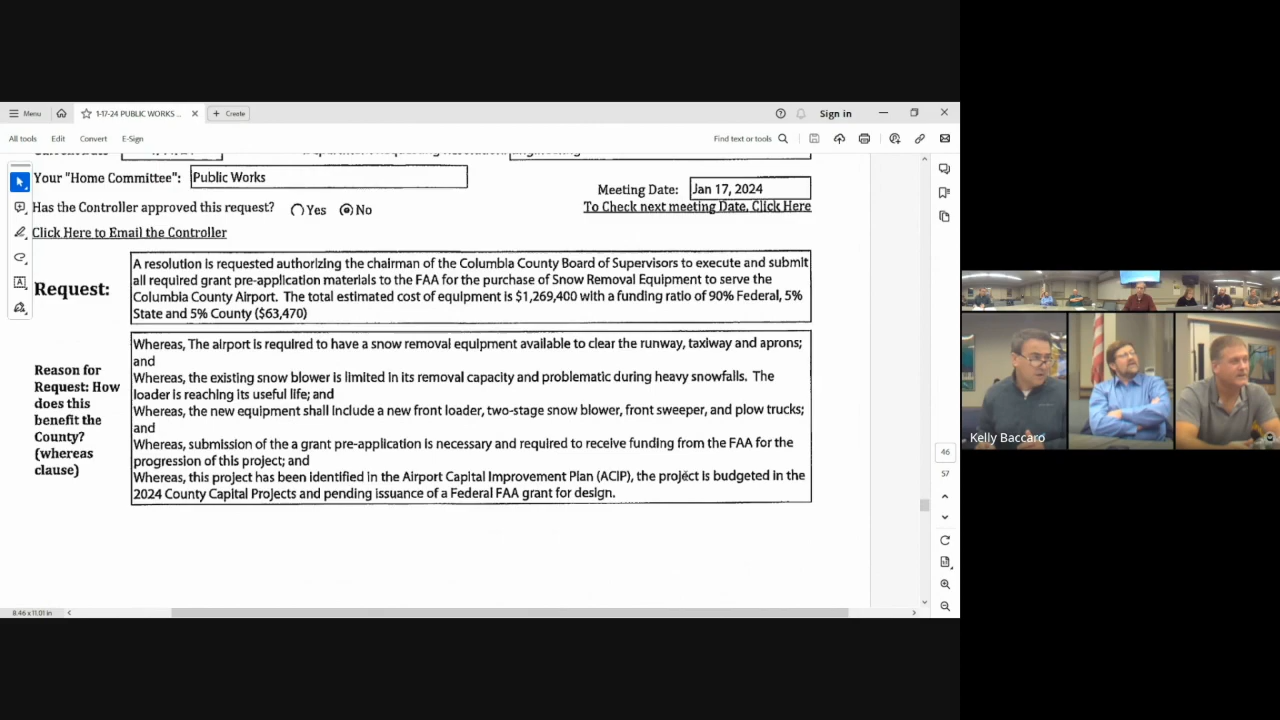 Menu
1-17-24 PUBLIC WORKS ...
Create
Sign in
All tools
Edit
Convert
E-Sign
Find text or tools
Your "Home Committee":
Public Works
Meeting Date:
Jan 17, 2024
Has the Controller approved this request?
Yes
No
To Check next meeting Date, Click Here
Click Here to Email the Controller
Request:
A resolution is requested authorizing the chairman of the Columbia County Board of Supervisors to execute and submit
all required grant pre-application materials to the FAA for the purchase of Snow Removal Equipment to serve the
Columbia County Airport. The total estimated cost of equipment is $1,269,400 with a funding ratio of 90% Federal, 5%
State and 5% County ($63,470)
Reason for
Request: How
does this
benefit the
County?
(whereas
clause)
Whereas, The airport is required to have a snow removal equipment available to clear the runway, taxiway and aprons;
and
Whereas, the existing snow blower is limited in its removal capacity and problematic during heavy snowfalls. The
loader is reaching its useful life; and
Whereas, the new equipment shall include a new front loader, two-stage snow blower, front sweeper, and plow trucks;
and
Whereas, submission of the a grant pre-application is necessary and required to receive funding from the FAA for the
progression of this project; and
Whereas, this project has been identified in the Airport Capital Improvement Plan (ACIP), the project is budgeted in the
2024 County Capital Projects and pending issuance of a Federal FAA grant for design.
46
57
8.46 x 11.01 in
Kelly Baccaro